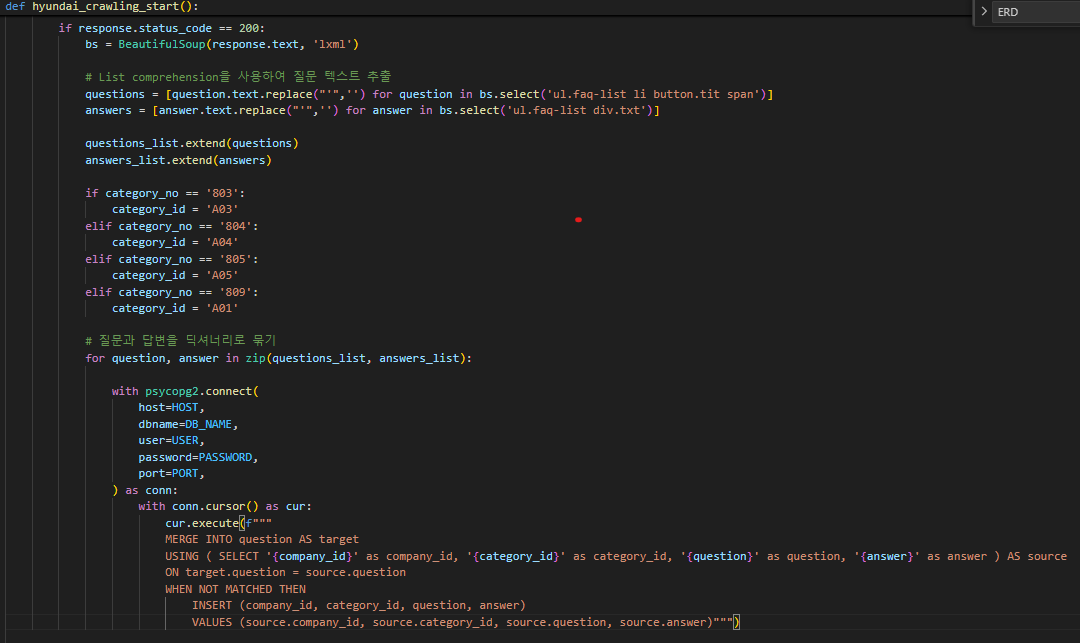 def hyundai_crawling_start():
ERD
if response.status_code == 200:
bs = BeautifulSoup(response.text, 'lxml')
# List comprehension을 사용하여 질문 텍스트 추출
questions = [question.text.replace("'",'') for question in bs.select('ul.faq-list li button.tit span')]
answers = [answer.text.replace("'",'') for answer in bs.select('ul.faq-list div.txt')]
questions_list.extend(questions)
answers_list.extend(answers)
if category_no == '803':
category_id = 'A03'
elif category_no == '804':
category_id = 'A04'
elif category_no == '805':
category_id = 'A05'
elif category_no == '809':
category_id = 'A01'
# 질문과 답변을 딕셔너리로 묶기
for question, answer in zip(questions_list, answers_list):
with psycopg2.connect(
host=HOST,
dbname=DB_NAME,
user=USER,
password=PASSWORD,
port=PORT,
) as conn:
with conn.cursor() as cur:
cur.execute(f"""
MERGE INTO question AS target
USING ( SELECT '{company_id}' as company_id, '{category_id}' as category_id, '{question}' as question, '{answer}' as answer ) AS source
ON target.question = source.question
WHEN NOT MATCHED THEN
INSERT (company_id, category_id, question, answer)
VALUES (source.company_id, source.category_id, source.question, source.answer)""")